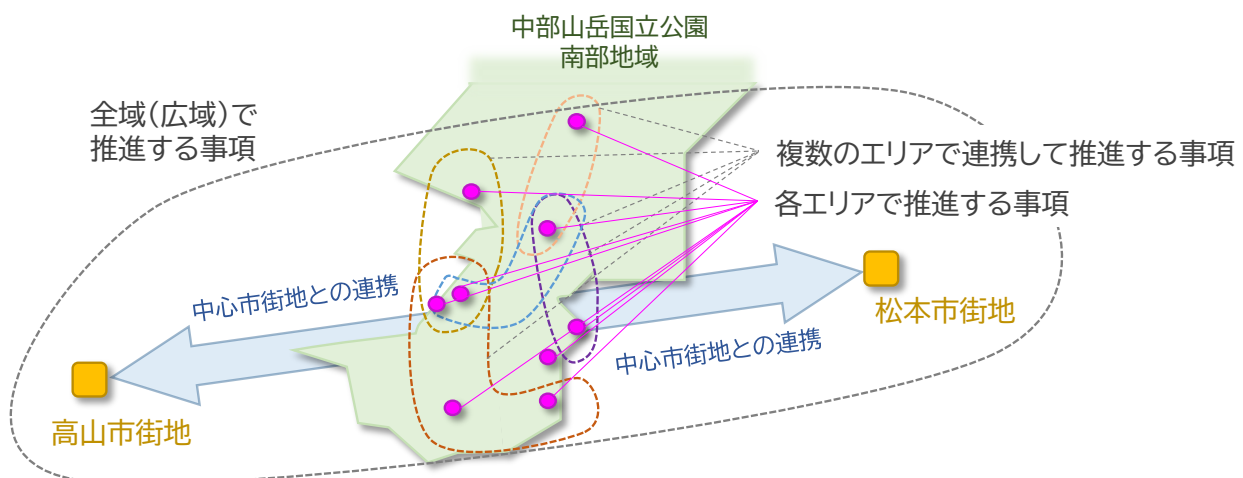 中部山岳国立公園
南部地域
全域(広域)で
推進する事項
複数のエリアで連携して推進する事項
各エリアで推進する事項
中心市街地との連携
松本市街地
中心市街地との連携
高山市街地